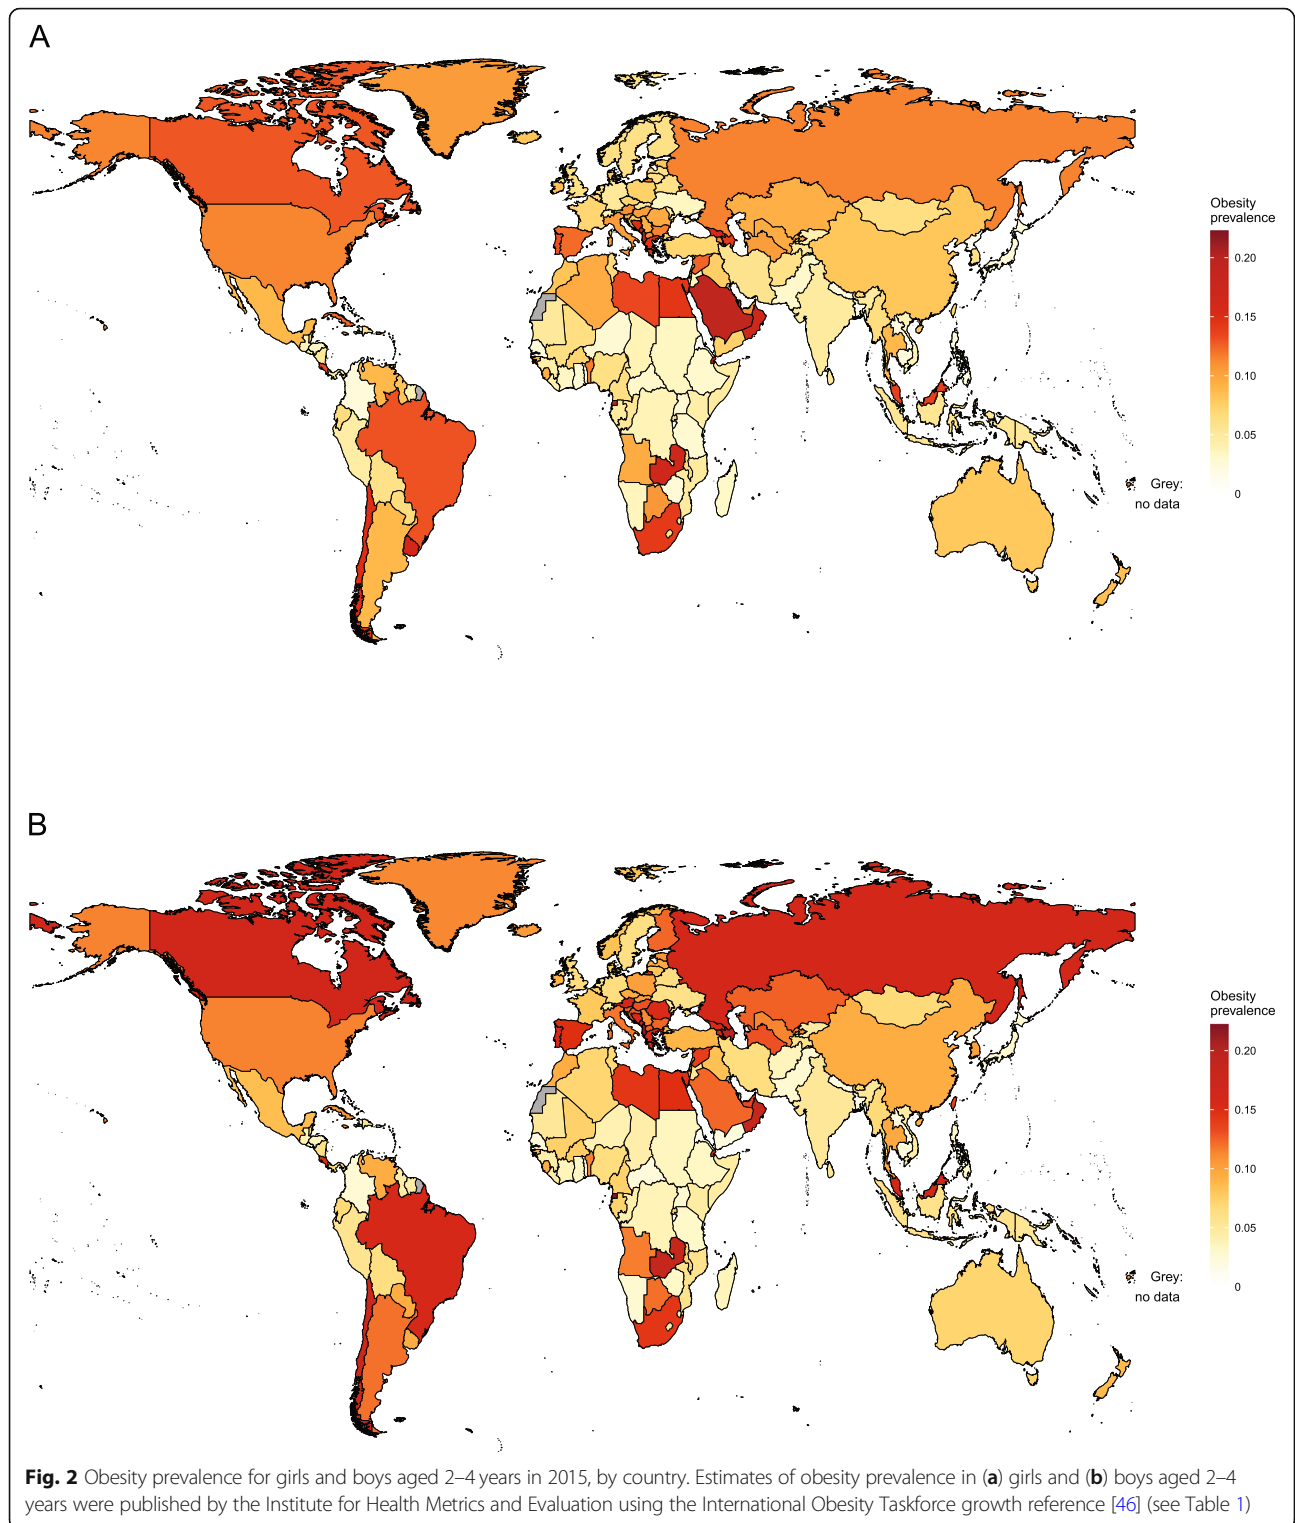 A
Obesity
prevalence
0.20
0.15
0.10
0.05
0
Grey:
no data
B
Obesity
prevalence
0.20
0.15
0.10
0.05
0
Grey:
no data
Fig. 2 Obesity prevalence for girls and boys aged 2–4 years in 2015, by country. Estimates of obesity prevalence in (a) girls and (b) boys aged 2–4
years were published by the Institute for Health Metrics and Evaluation using the International Obesity Taskforce growth reference [46] (see Table 1)